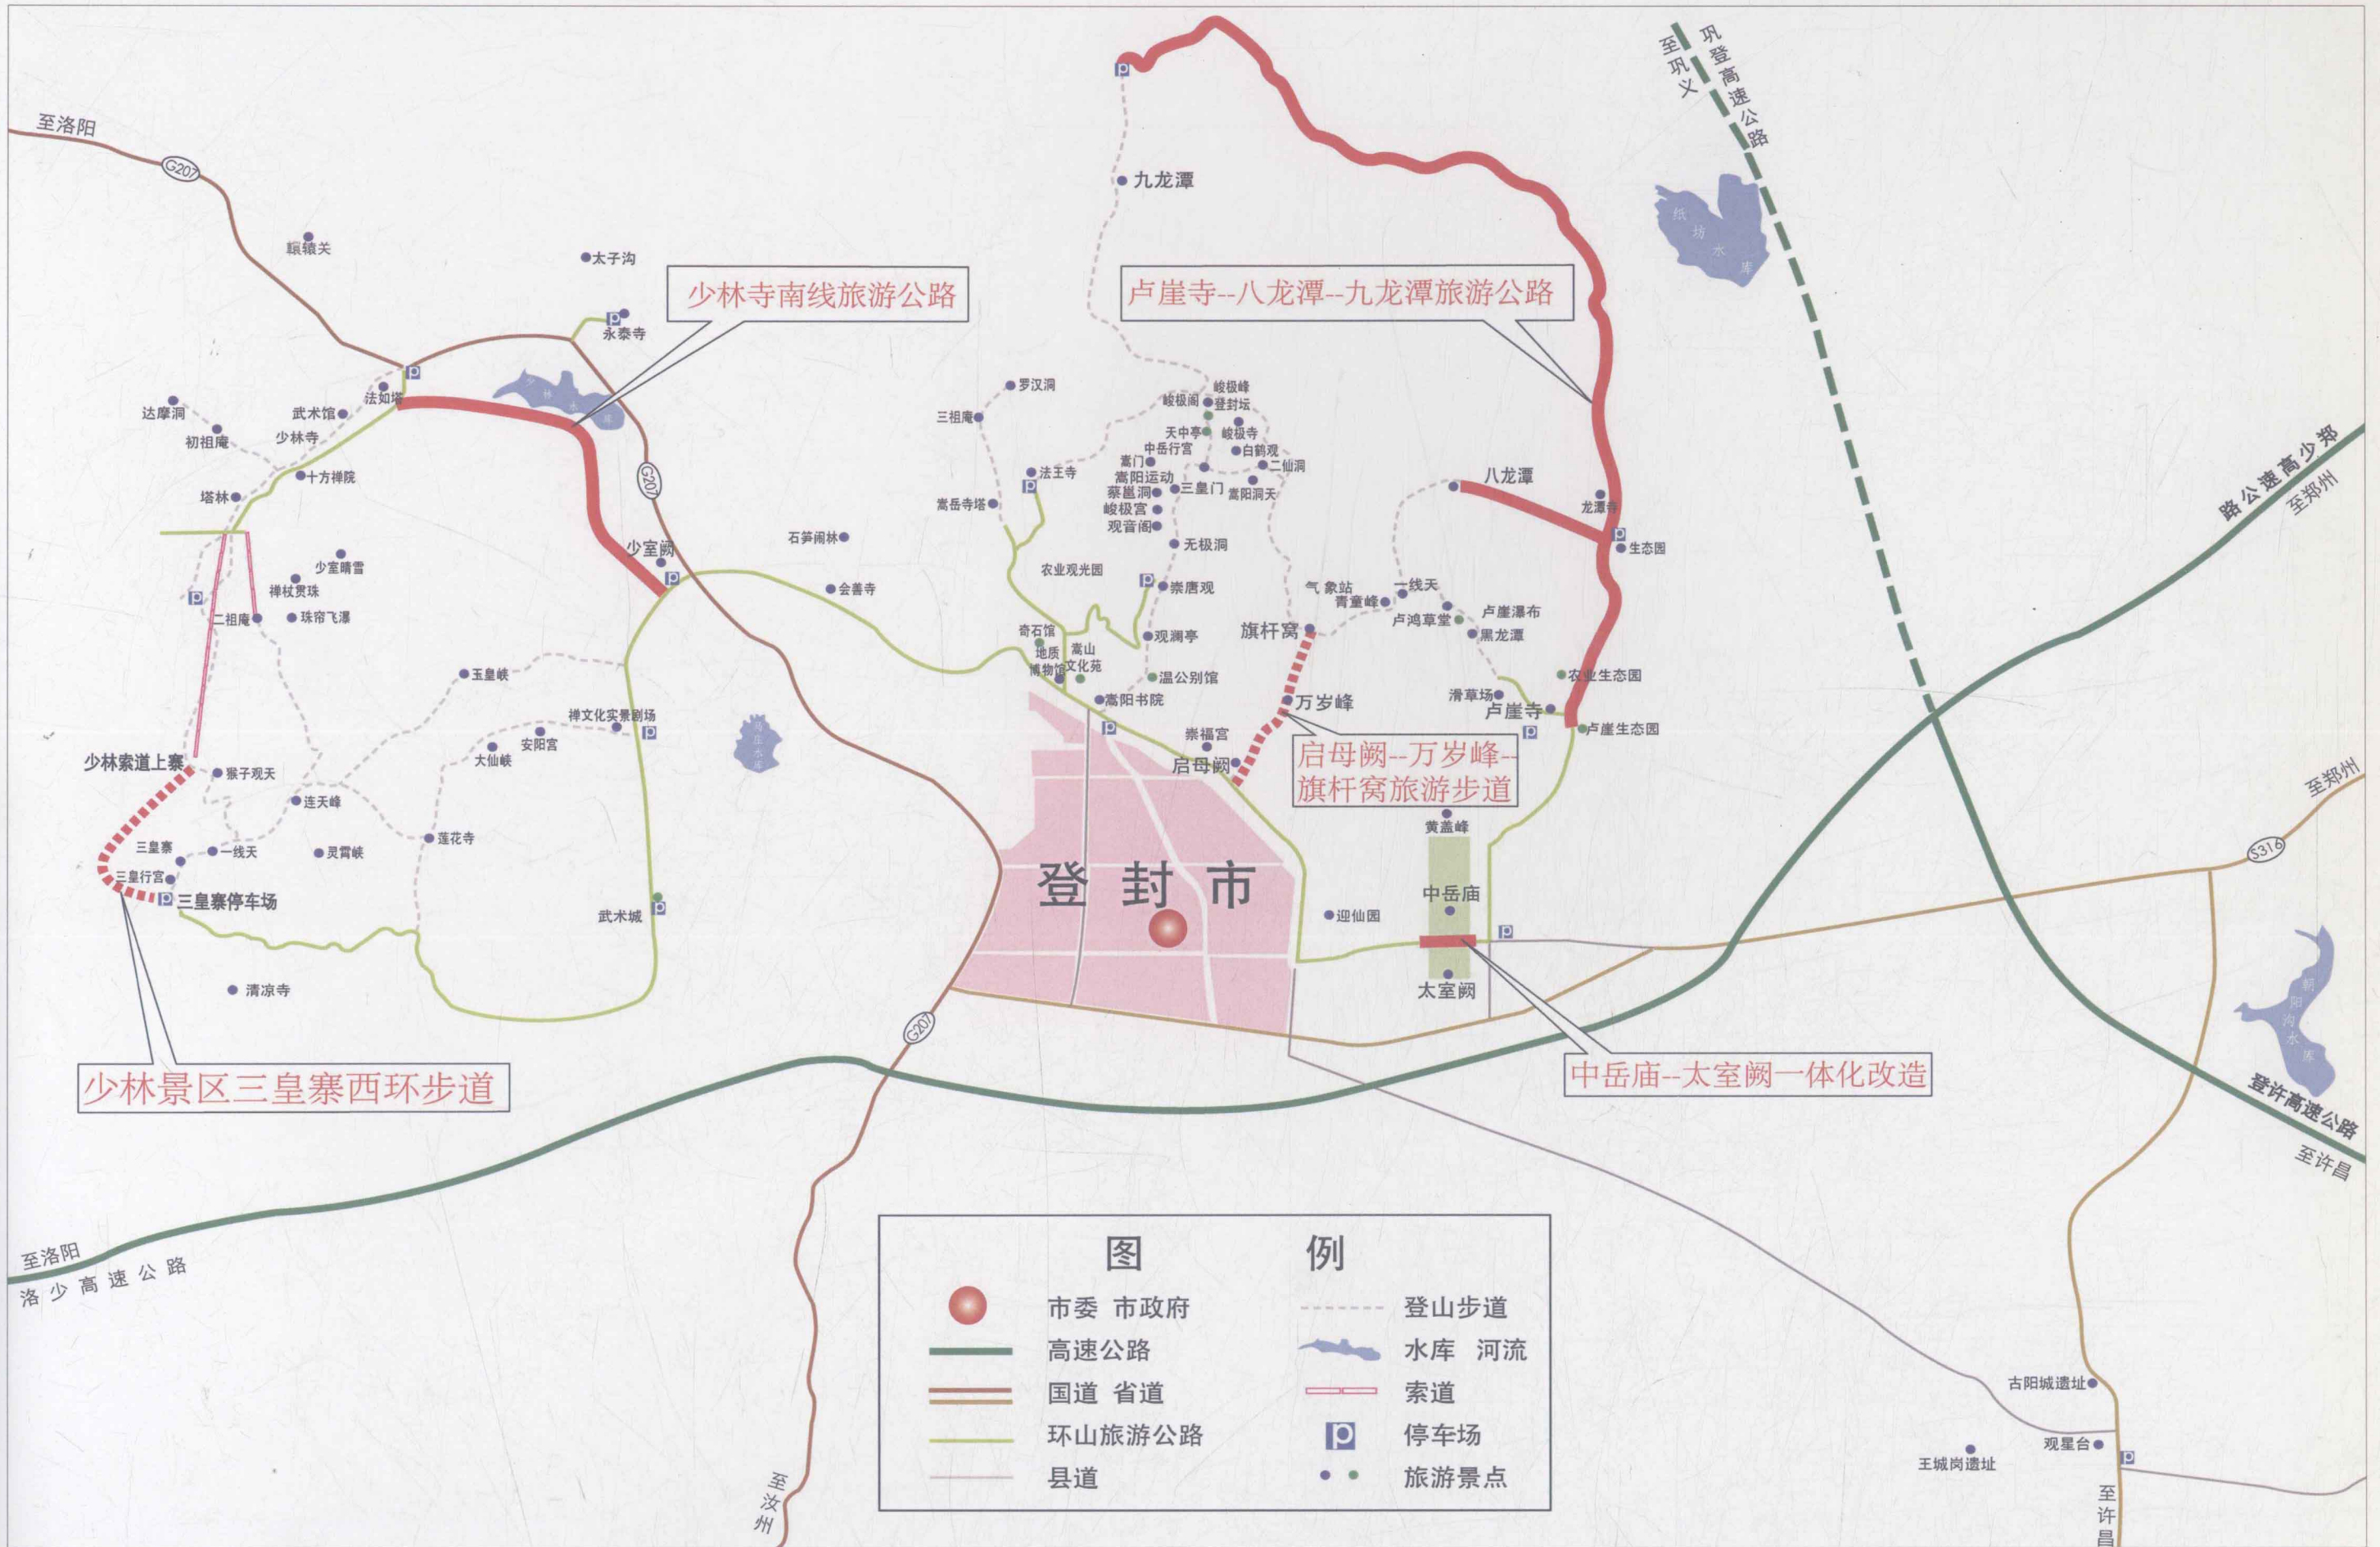 至洛阳
G207
轘辕关
太子沟
永泰寺
少林寺南线旅游公路
卢崖寺--八龙潭--九龙潭旅游公路
九龙潭
至巩义
巩登高速公路
纸坊水库
少林水库
法如塔
达摩洞
初祖庵
武术馆
少林寺
十方禅院
塔林
G207
少室阙
少室晴雪
禅杖贯珠
珠帘飞瀑
二祖庵
玉皇峡
禅文化实景剧场
安阳宫
大仙峡
少林索道上寨
猴子观天
连天峰
莲花寺
三皇寨
一线天
灵霄峡
三皇行宫
三皇寨停车场
武术城
清凉寺
少林景区三皇寨西环步道
石笋闹林
会善寺
罗汉洞
三祖庵
法王寺
嵩岳寺塔
峻极峰
峻极阁
登封坛
天中亭
峻极寺
中岳行宫
白鹤观
嵩门
二仙洞
嵩阳运动
蔡邕洞
三皇门
嵩阳洞天
峻极宫
观音阁
无极洞
农业观光园
崇唐观
奇石馆
观澜亭
地质
博物馆
嵩山
文化苑
温公别馆
嵩阳书院
崇福宫
启母阙
旗杆窝
万岁峰
启母阙--万岁峰--
旗杆窝旅游步道
气象站
青童峰
一线天
卢鸿草堂
卢崖瀑布
黑龙潭
八龙潭
龙潭寺
生态园
农业生态园
滑草场
卢崖寺
卢崖生态园
路公速高少郑
至郑州
至郑州
S316
黄盖峰
中岳庙
迎仙园
太室阙
登封市
中岳庙--太室阙一体化改造
G207
朝阳沟水库
登许高速公路
至许昌
至洛阳
洛少高速公路
至汝州
图例
市委 市政府
登山步道
高速公路
水库 河流
国道 省道
索道
环山旅游公路
P
停车场
县道
旅游景点
古阳城遗址
观星台
王城岗遗址
至许昌